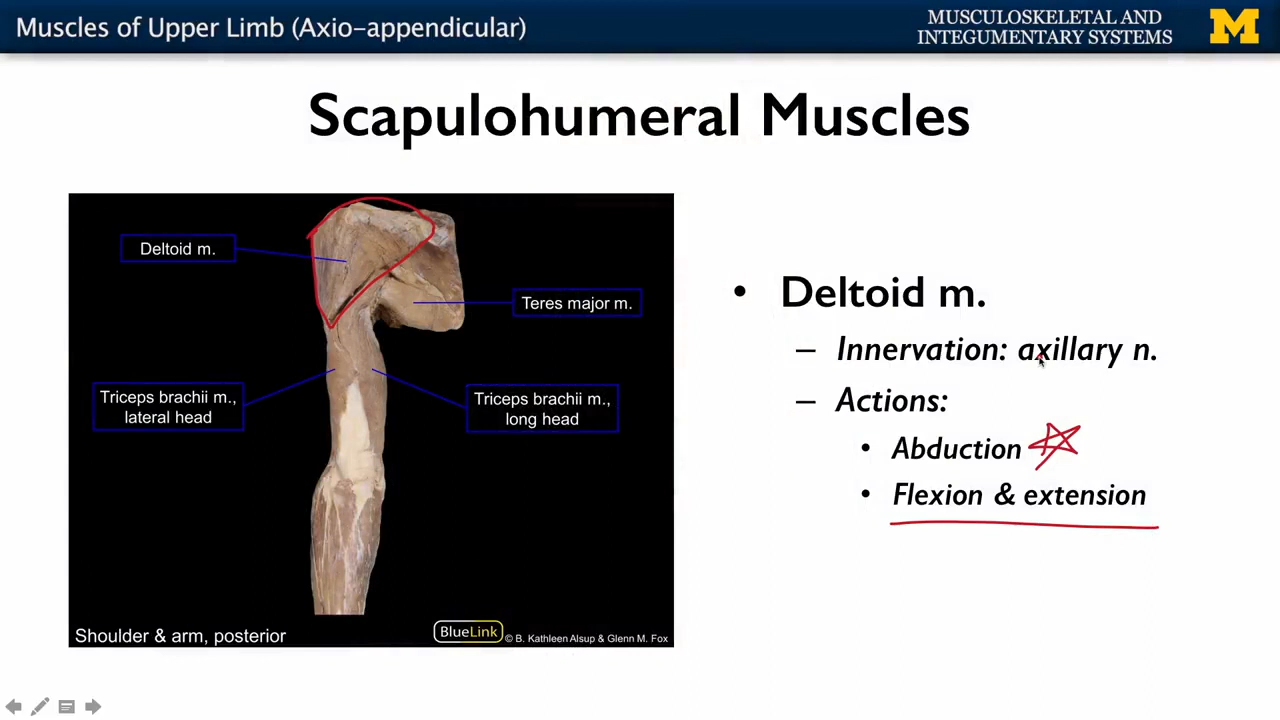 Muscles of Upper Limb (Axio-appendicular)
MUSCULOSKELETAL AND
INTEGUMENTARY SYSTEMS
M
Scapulohumeral Muscles
Deltoid m.
Teres major m.
Triceps brachii m.,
lateral head
Triceps brachii m.,
long head
Shoulder & arm, posterior
BlueLink
© B. Kathleen Alsup & Glenn M. Fox
• Deltoid m.
– Innervation: axillary n.
– Actions:
• Abduction
• Flexion & extension